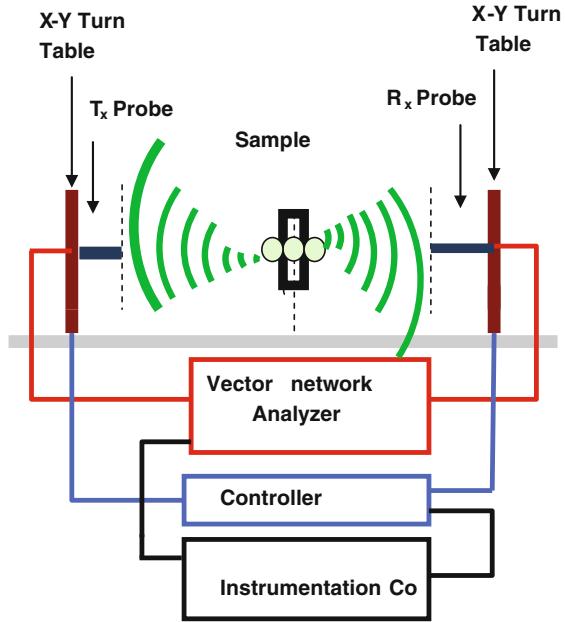 X-Y Turn
Table
X-Y Turn
Table
Tx Probe
Rx Probe
Sample
Vector network
Analyzer
Controller
Instrumentation Co